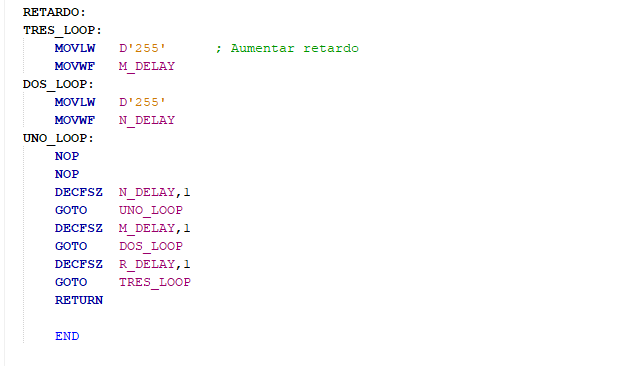 RETARDO:
TRES_LOOP:
    MOVLW   D'255'      ; Aumentar retardo
    MOVWF   M_DELAY
DOS_LOOP:
    MOVLW   D'255'
    MOVWF   N_DELAY
UNO_LOOP:
    NOP
    NOP
    DECFSZ  N_DELAY,1
    GOTO    UNO_LOOP
    DECFSZ  M_DELAY,1
    GOTO    DOS_LOOP
    DECFSZ  R_DELAY,1
    GOTO    TRES_LOOP
    RETURN

    END